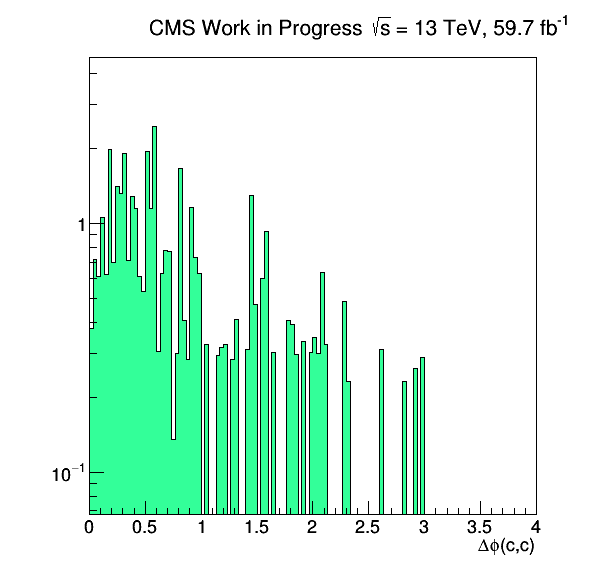 CMS Work in Progress √s = 13 TeV, 59.7 fb⁻¹
1
10⁻¹
0 0.5 1 1.5 2 2.5 3 3.5 4
Δϕ(c,c)